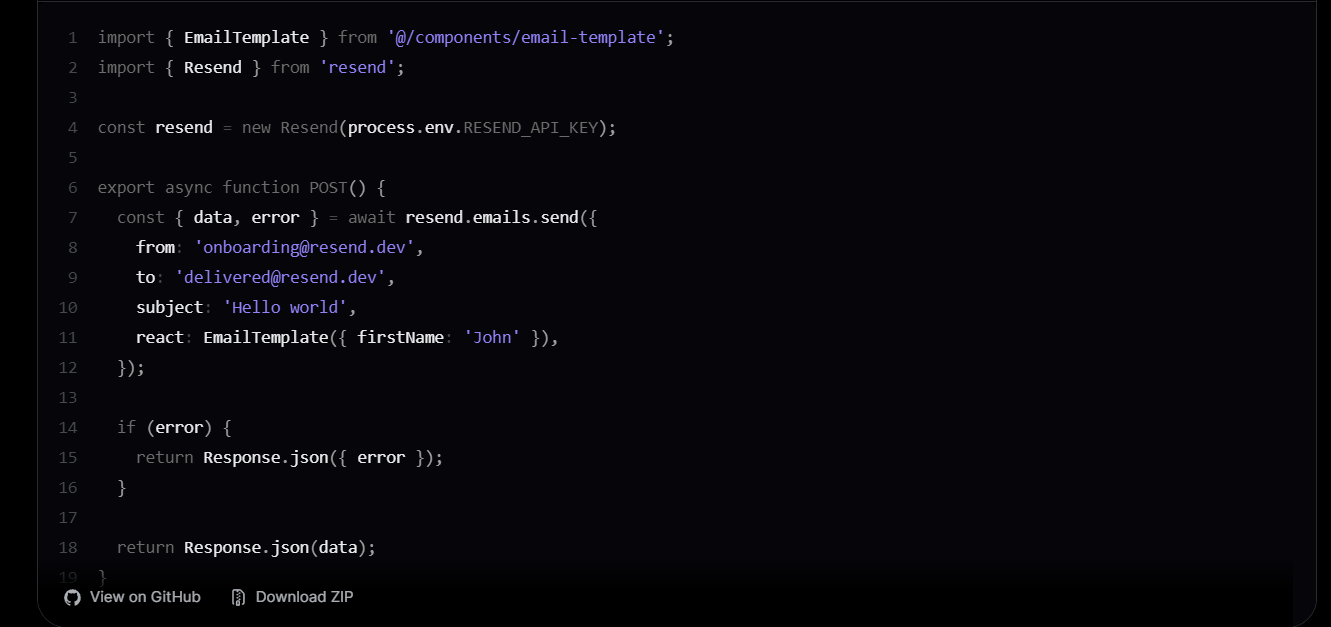 1 import { EmailTemplate } from '@/components/email-template';
2 import { Resend } from 'resend';
3
4 const resend = new Resend(process.env.RESEND_API_KEY);
5
6 export async function POST() {
7   const { data, error } = await resend.emails.send({
8     from: 'onboarding@resend.dev',
9     to: 'delivered@resend.dev',
10     subject: 'Hello world',
11     react: EmailTemplate({ firstName: 'John' }),
12   });
13
14   if (error) {
15     return Response.json({ error });
16   }
17
18   return Response.json(data);
19 }
View on GitHub Download ZIP